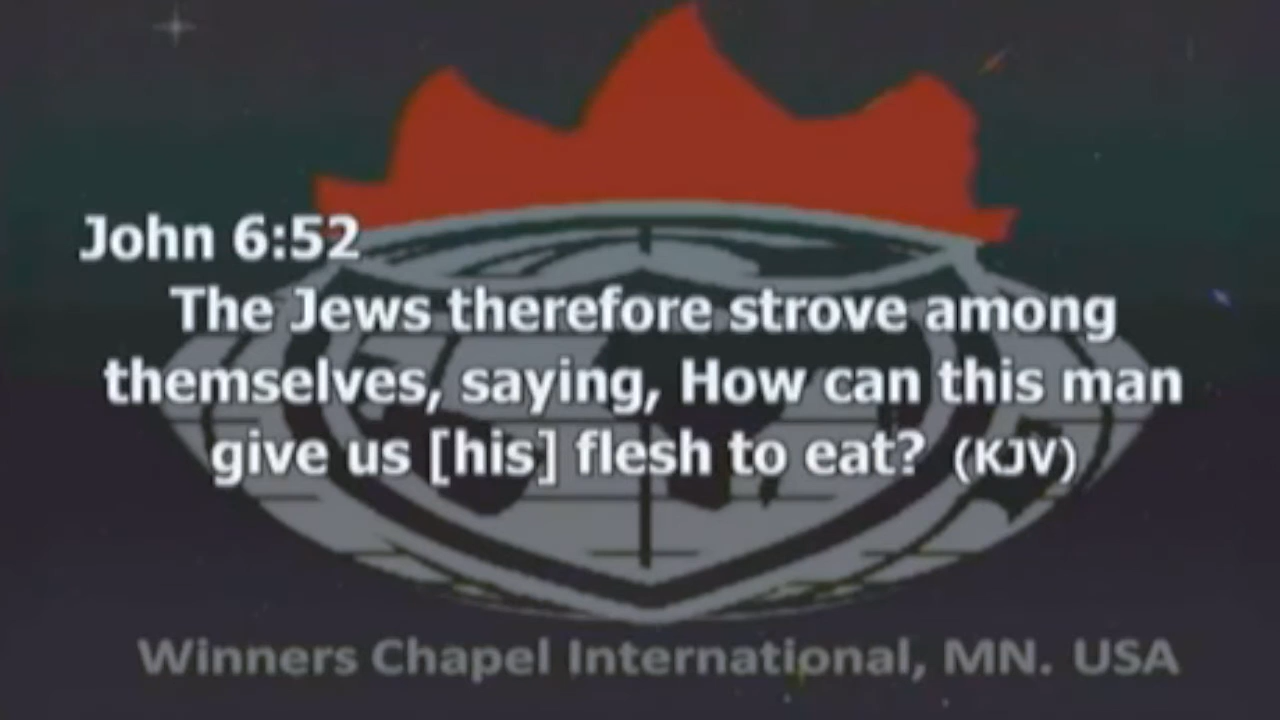 John 6:52
The Jews therefore strove among
themselves, saying, How can this man
give us [his] flesh to eat? (KJV)
Winners Chapel International, MN. USA